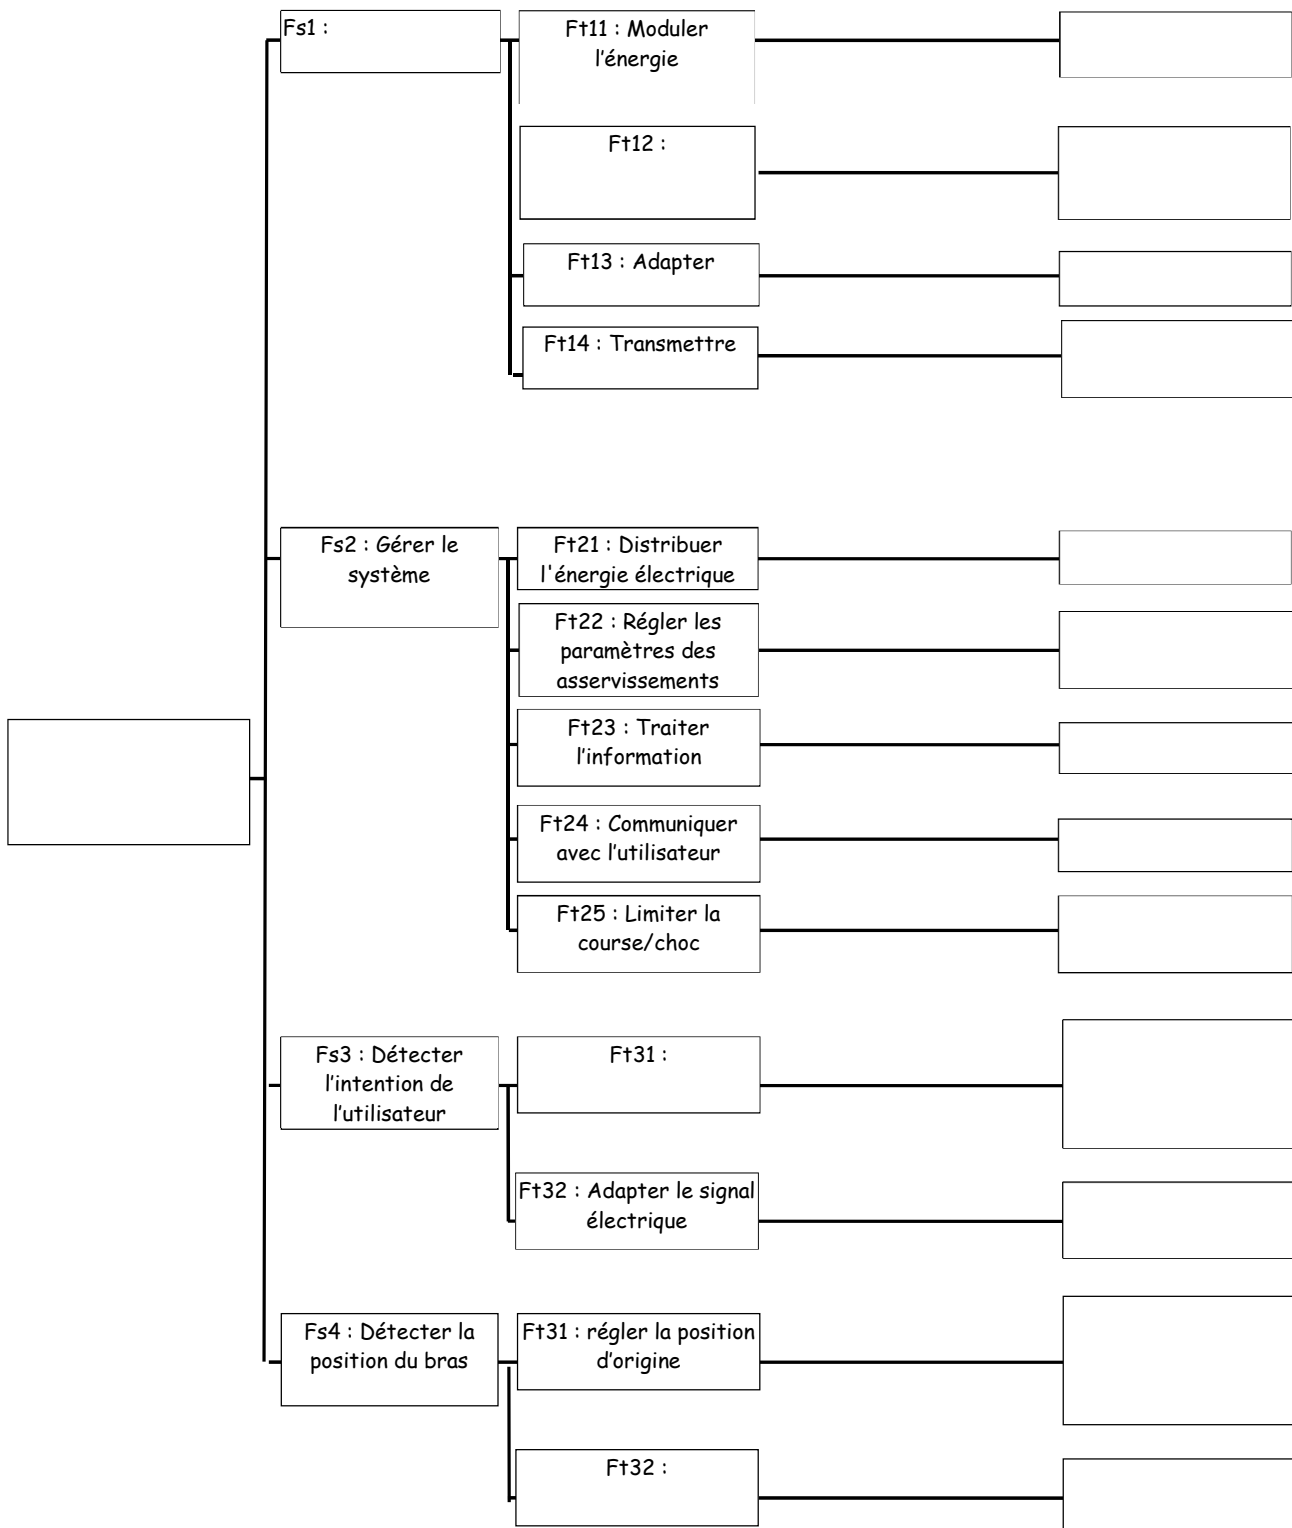 Fs1 :
Ft11 : Moduler
l'énergie
Ft12 :
Ft13 : Adapter
Ft14 : Transmettre
Fs2 : Gérer le
système
Ft21 : Distribuer
l'énergie électrique
Ft22 : Régler les
paramètres des
asservissements
Ft23 : Traiter
l'information
Ft24 : Communiquer
avec l'utilisateur
Ft25 : Limiter la
course/choc
Fs3 : Détecter
l'intention de
l'utilisateur
Ft31 :
Ft32 : Adapter le signal
électrique
Fs4 : Détecter la
position du bras
Ft31 : régler la position
d'origine
Ft32 :